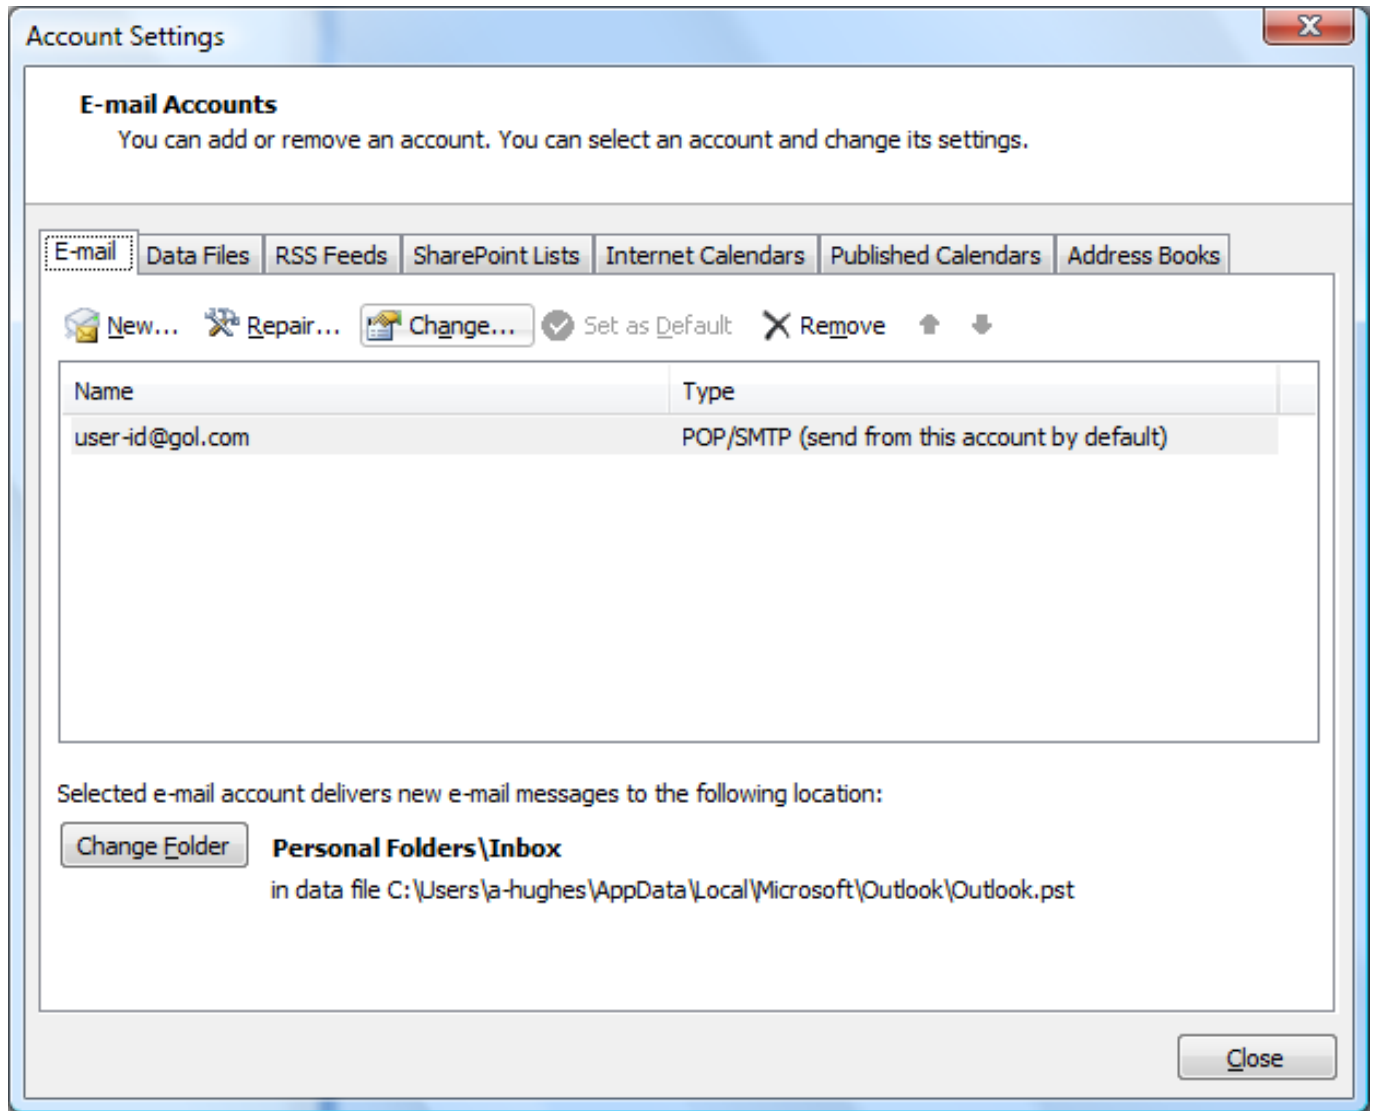 Account Settings
E-mail Accounts
You can add or remove an account. You can select an account and change its settings.
E-mail Data Files RSS Feeds SharePoint Lists Internet Calendars Published Calendars Address Books
New... Repair... Change... Set as Default Remove
Name Type
user-id@gol.com POP/SMTP (send from this account by default)
Selected e-mail account delivers new e-mail messages to the following location:
Change Folder Personal Folders\Inbox
in data file C:\Users\a-hughes\AppData\Local\Microsoft\Outlook\Outlook.pst
Close